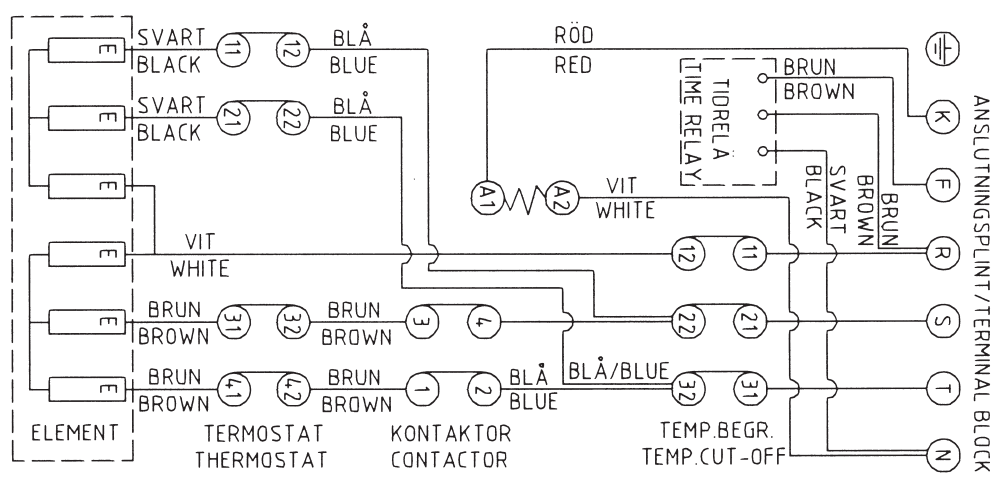 E SVART BLACK 11 12 BLÅ BLUE
E SVART BLACK 21 22 BLÅ BLUE
E
E VIT WHITE
E BRUN BROWN 31 32 BRUN BROWN 3 4
E BRUN BROWN 41 42 BRUN BROWN 1 2 BLÅ BLUE
ELEMENT
TERMOSTAT
THERMOSTAT
KONTAKTOR
CONTACTOR
RÖD
RED
A1 A2
VIT
WHITE
TIDRELÄ
TIME RELAY
BRUN
BROWN
SVART
BLACK
BRUN
BROWN
12 11
22 21
BLÅ/BLUE
32 31
TEMP.BEGR.
TEMP.CUT-OFF
K
F
R
S
T
N
ANSLUTNINGSPLINT/TERMINAL BLOCK